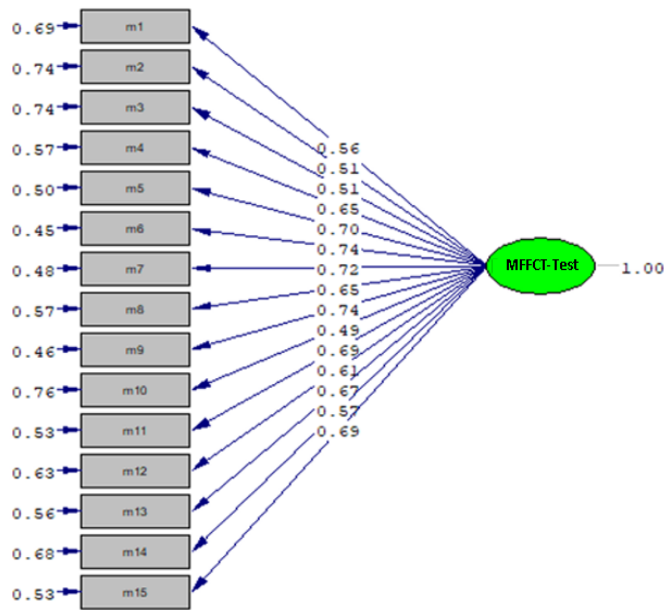 0.69 m1
0.74 m2
0.74 m3
0.57 m4
0.50 m5
0.45 m6
0.48 m7
0.57 m8
0.46 m9
0.76 m10
0.53 m11
0.63 m12
0.56 m13
0.68 m14
0.53 m15
0.56
0.51
0.51
0.65
0.70
0.74
0.72
0.65
0.74
0.49
0.69
0.61
0.67
0.57
0.69
MFFCT-Test
1.00